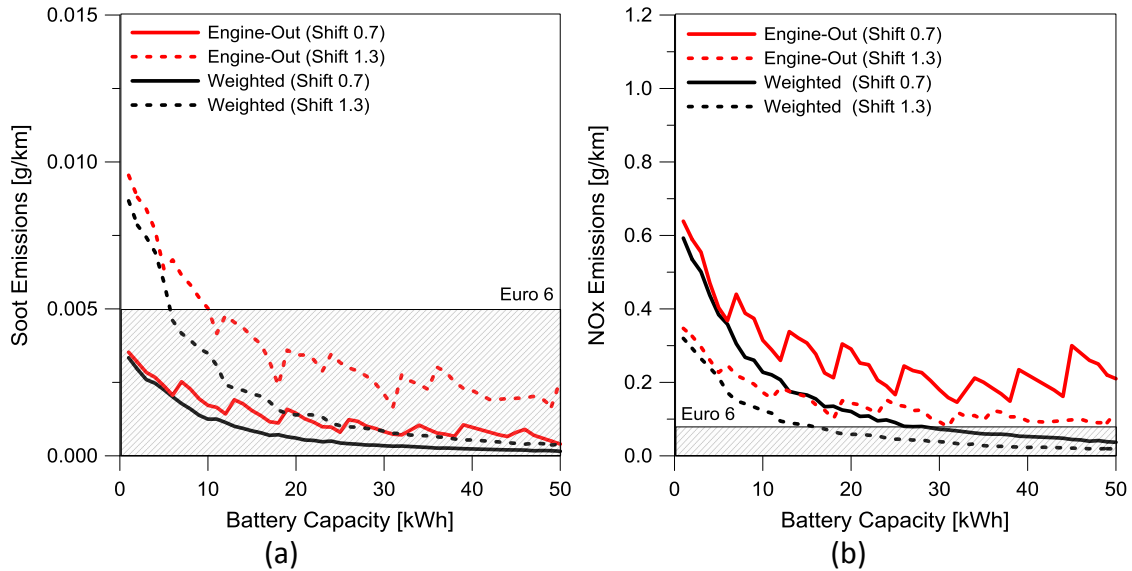 0.015
0.010
0.005
0.000
Soot Emissions [g/km]
Engine-Out (Shift 0.7)
Engine-Out (Shift 1.3)
Weighted (Shift 0.7)
Weighted (Shift 1.3)
Euro 6
0 10 20 30 40 50
Battery Capacity [kWh]
(a)
1.2
1.0
0.8
0.6
0.4
0.2
0.0
NOx Emissions [g/km]
Engine-Out (Shift 0.7)
Engine-Out (Shift 1.3)
Weighted (Shift 0.7)
Weighted (Shift 1.3)
Euro 6
0 10 20 30 40 50
Battery Capacity [kWh]
(b)